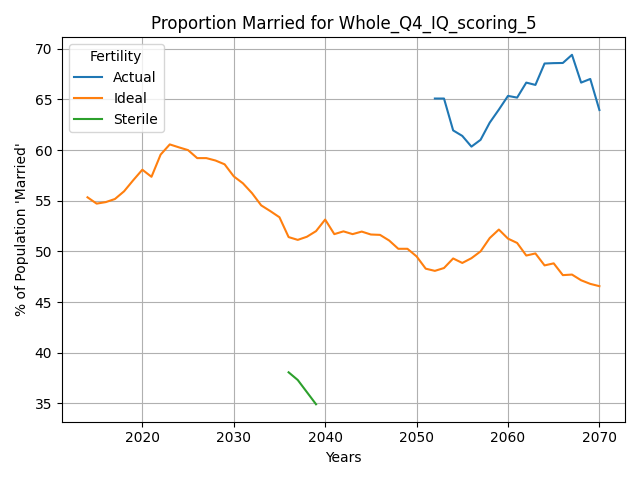 Proportion Married for Whole_Q4_IQ_scoring_5
% of Population 'Married'
Fertility
Actual
Ideal
Sterile
70
65
60
55
50
45
40
35
2020 2030 2040 2050 2060 2070
Years